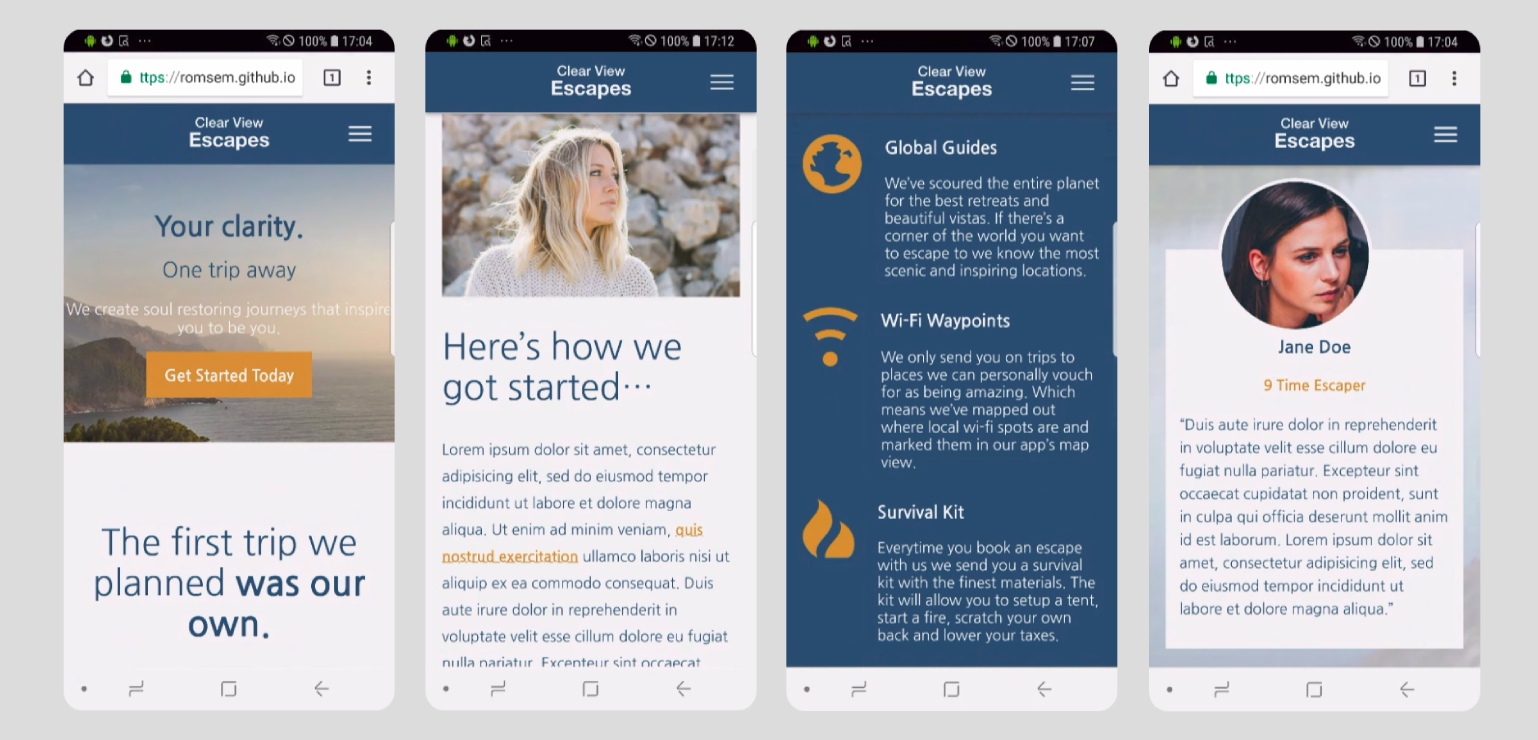 100% 17:04
ttps://romsem.github.io
1
Clear View
Escapes
Your clarity.
One trip away
We create soul restoring journeys that inspire
you to be you.
Get Started Today
The first trip we
planned was our
own.
100% 17:12
Clear View
Escapes
Here's how we
got started⋯
Lorem ipsum dolor sit amet, consectetur
adipisicing elit, sed do eiusmod tempor
incididunt ut labore et dolore magna
aliqua. Ut enim ad minim veniam, quis
nostrud exercitation ullamco laboris nisi ut
aliquip ex ea commodo consequat. Duis
aute irure dolor in reprehenderit in
voluptate velit esse cillum dolore eu fugiat
nulla pariatur. Excepteur sint occaecat
100% 17:07
Clear View
Escapes
Global Guides
We've scoured the entire planet
for the best retreats and
beautiful vistas. If there's a
corner of the world you want
to escape to we know the most
scenic and inspiring locations.
Wi-Fi Waypoints
We only send you on trips to
places we can personally vouch
for as being amazing. Which
means we've mapped out
where local wi-fi spots are and
marked them in our app's map
view.
Survival Kit
Everytime you book an escape
with us we send you a survival
kit with the finest materials. The
kit will allow you to setup a tent,
start a fire, scratch your own
back and lower your taxes.
100% 17:04
ttps://romsem.github.io
1
Clear View
Escapes
Jane Doe
9 Time Escaper
"Duis aute irure dolor in reprehenderit
in voluptate velit esse cillum dolore eu
fugiat nulla pariatur. Excepteur sint
occaecat cupidatat non proident, sunt
in culpa qui officia deserunt mollit anim
id est laborum. Lorem ipsum dolor sit
amet, consectetur adipisicing elit, sed
do eiusmod tempor incididunt ut
labore et dolore magna aliqua."